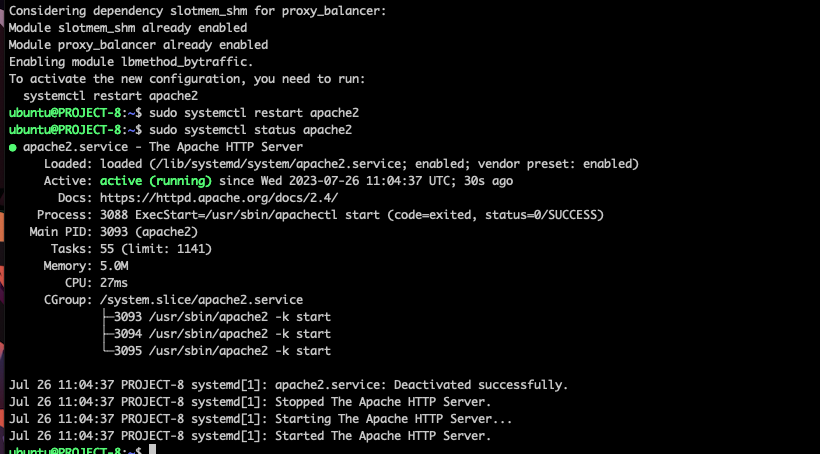 Considering dependency slotmem_shm for proxy_balancer:
Module slotmem_shm already enabled
Module proxy_balancer already enabled
Enabling module lbmethod_bytraffic.
To activate the new configuration, you need to run:
  systemctl restart apache2
ubuntu@PROJECT-8:~$ sudo systemctl restart apache2
ubuntu@PROJECT-8:~$ sudo systemctl status apache2
● apache2.service - The Apache HTTP Server
     Loaded: loaded (/lib/systemd/system/apache2.service; enabled; vendor preset: enabled)
     Active: active (running) since Wed 2023-07-26 11:04:37 UTC; 30s ago
       Docs: https://httpd.apache.org/docs/2.4/
    Process: 3088 ExecStart=/usr/sbin/apachectl start (code=exited, status=0/SUCCESS)
   Main PID: 3093 (apache2)
      Tasks: 55 (limit: 1141)
     Memory: 5.0M
        CPU: 27ms
     CGroup: /system.slice/apache2.service
             ├─3093 /usr/sbin/apache2 -k start
             ├─3094 /usr/sbin/apache2 -k start
             └─3095 /usr/sbin/apache2 -k start
Jul 26 11:04:37 PROJECT-8 systemd[1]: apache2.service: Deactivated successfully.
Jul 26 11:04:37 PROJECT-8 systemd[1]: Stopped The Apache HTTP Server.
Jul 26 11:04:37 PROJECT-8 systemd[1]: Starting The Apache HTTP Server...
Jul 26 11:04:37 PROJECT-8 systemd[1]: Started The Apache HTTP Server.
ubuntu@PROJECT-8:~$